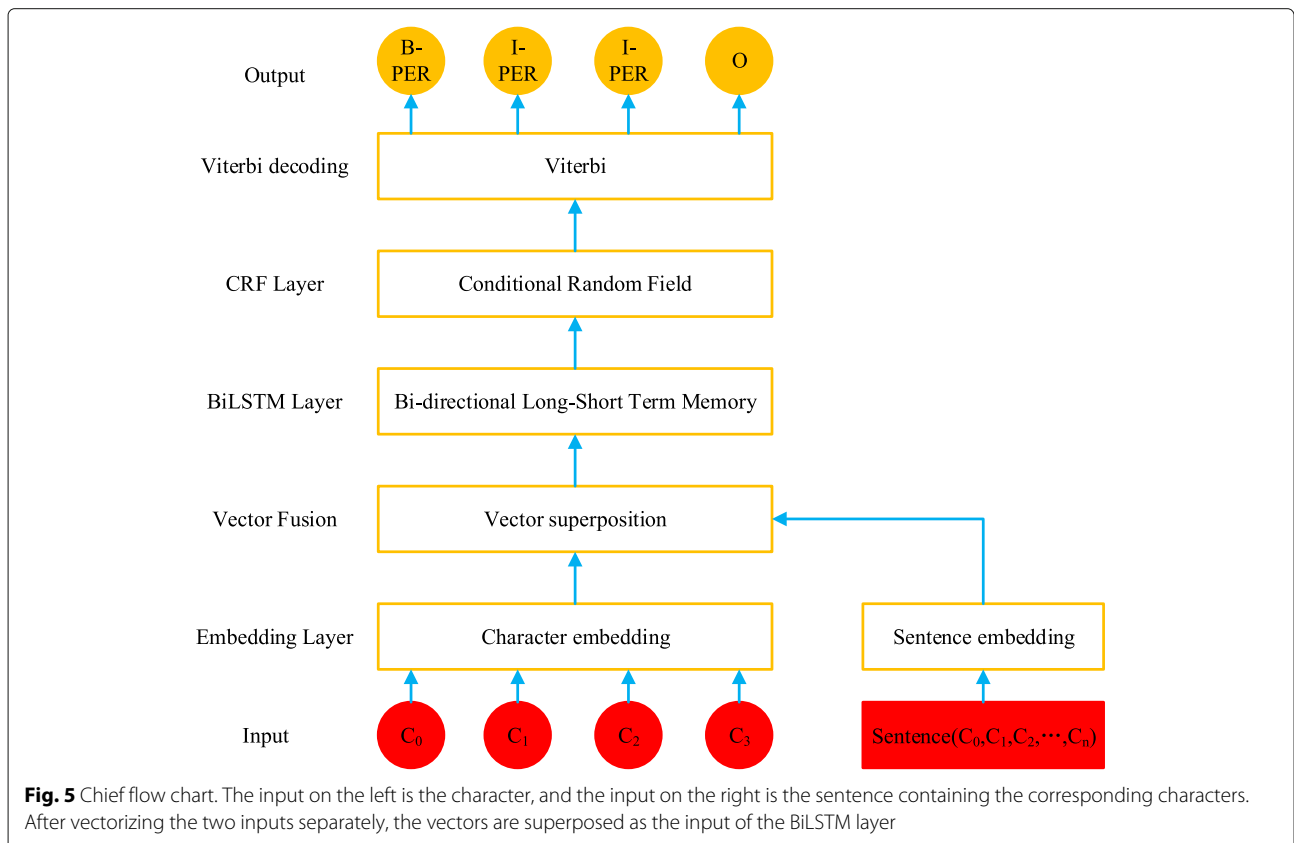 B-
PER
I-
PER
I-
PER
O
Output
Viterbi decoding
Viterbi
CRF Layer
Conditional Random Field
BiLSTM Layer
Bi-directional Long-Short Term Memory
Vector Fusion
Vector superposition
Embedding Layer
Character embedding
Sentence embedding
Input
C₀
C₁
C₂
C₃
Sentence(C₀,C₁,C₂,⋯,Cₙ)
Fig. 5 Chief flow chart. The input on the left is the character, and the input on the right is the sentence containing the corresponding characters.
After vectorizing the two inputs separately, the vectors are superposed as the input of the BiLSTM layer